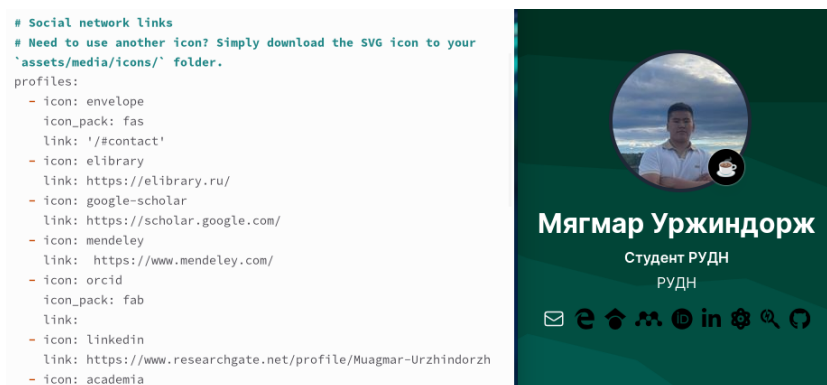 # Social network links
# Need to use another icon? Simply download the SVG icon to your
`assets/media/icons/` folder.
profiles:
- icon: envelope
icon_pack: fas
link: '/#contact'
- icon: elibrary
link: https://elibrary.ru/
- icon: google-scholar
link: https://scholar.google.com/
- icon: mendeley
link: https://www.mendeley.com/
- icon: orcid
icon_pack: fab
link:
- icon: linkedin
link: https://www.researchgate.net/profile/Muagmar-Urzhindorzh
- icon: academia
Мягмар Уржиндорж
Студент РУДН
РУДН